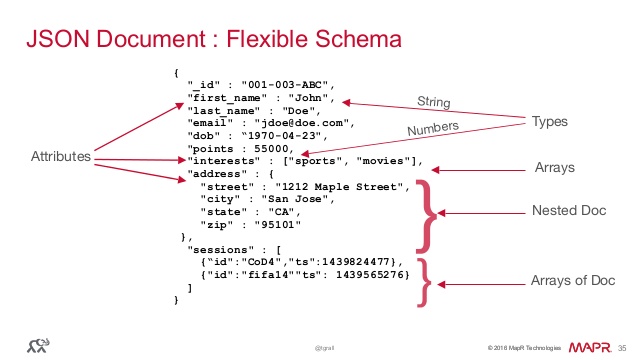 JSON Document : Flexible Schema
{
"_id" : "001-003-ABC",
"first_name" : "John",
"last_name" : "Doe",
"email" : "jdoe@doe.com",
"dob" : “1970-04-23",
"points : 55000,
"interests" : ["sports", "movies"],
"address" : {
"street" : "1212 Maple Street",
"city" : "San Jose",
"state" : "CA",
"zip" : "95101"
},
"sessions" : [
{“id":"CoD4","ts":1439824477},
{"id":"fifa14""ts": 1439565276}
]
}
Attributes
String
Numbers
Types
Arrays
Nested Doc
Arrays of Doc
@tgrall
© 2016 MapR Technologies
MAPR
35